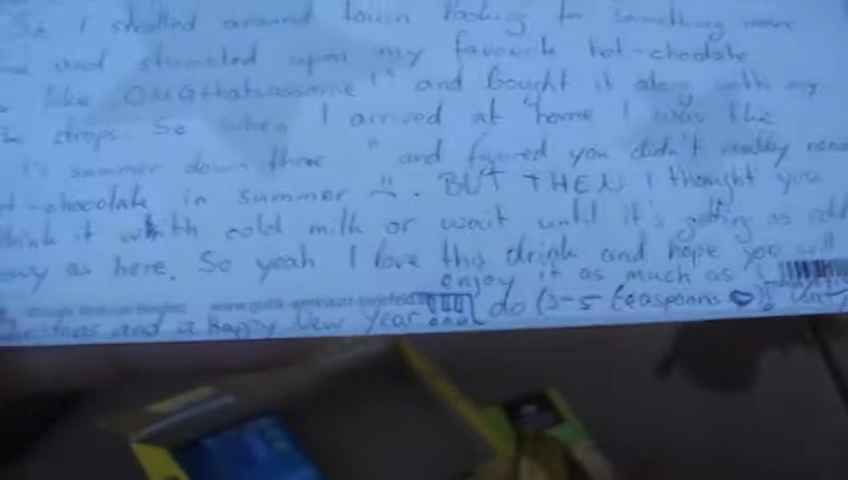 So I strolled around town looking for something more
and stumeled upon my favourite hot-chocolate
like OMGthatsawsome!" and bought it along with my
drops. So when I arrived at home I was like
summer down there " and figured you didn't really need
-chocolate in summer :(. BUT THEN I thought you
drink it with cold milk or wait until it's getting as cold
as here. So yeah I love this drink and hope you will
enjoy it as much as I
do (3-5 teaspoons ♥)!
Christmas and a Happy New Year